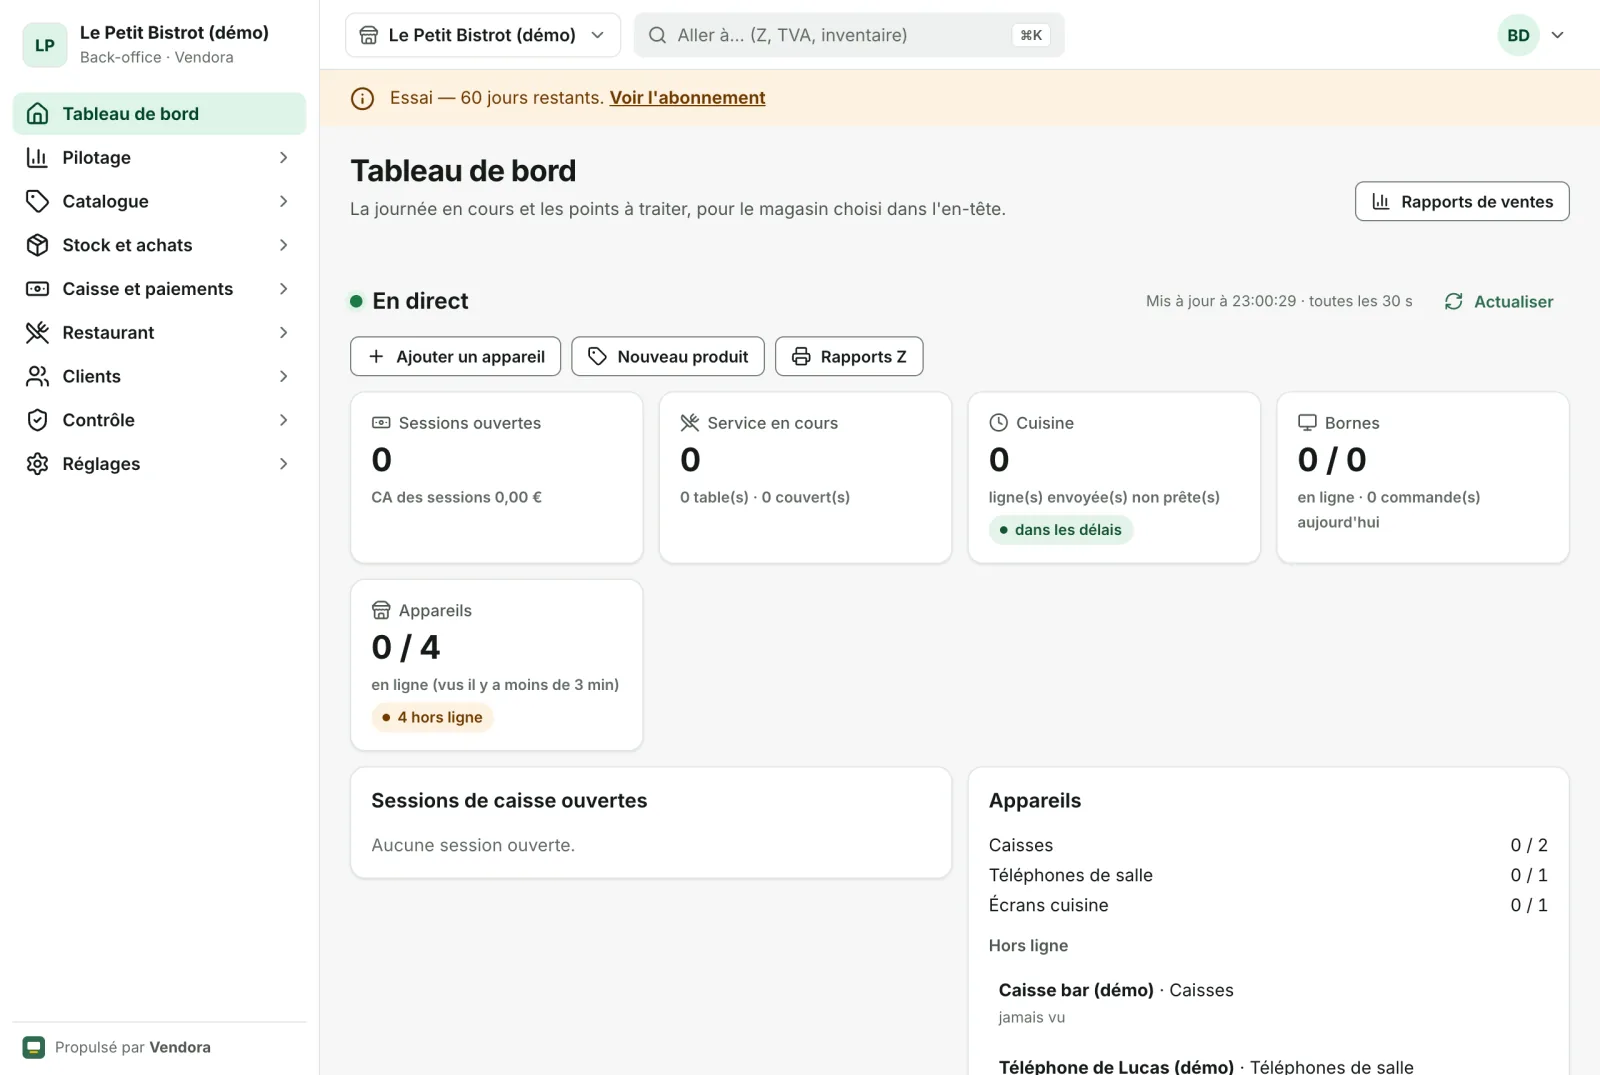 LP
Le Petit Bistrot (démo)
Back-office · Vendora
Tableau de bord
Pilotage
Catalogue
Stock et achats
Caisse et paiements
Restaurant
Clients
Contrôle
Réglages
Propulsé par Vendora
Le Petit Bistrot (démo)
Aller à... (Z, TVA, inventaire)
⌘K
BD
Essai — 60 jours restants. Voir l'abonnement
Tableau de bord
La journée en cours et les points à traiter, pour le magasin choisi dans l'en-tête.
Rapports de ventes
En direct
Mis à jour à 23:00:29 · toutes les 30 s
Actualiser
Ajouter un appareil
Nouveau produit
Rapports Z
Sessions ouvertes
0
CA des sessions 0,00 €
Service en cours
0
0 table(s) · 0 couvert(s)
Cuisine
0
ligne(s) envoyée(s) non prête(s)
dans les délais
Bornes
0 / 0
en ligne · 0 commande(s)
aujourd'hui
Appareils
0 / 4
en ligne (vus il y a moins de 3 min)
4 hors ligne
Sessions de caisse ouvertes
Aucune session ouverte.
Appareils
Caisses 0 / 2
Téléphones de salle 0 / 1
Écrans cuisine 0 / 1
Hors ligne
Caisse bar (démo) · Caisses
jamais vu
Téléphone de Lucas (démo) · Téléphones de salle